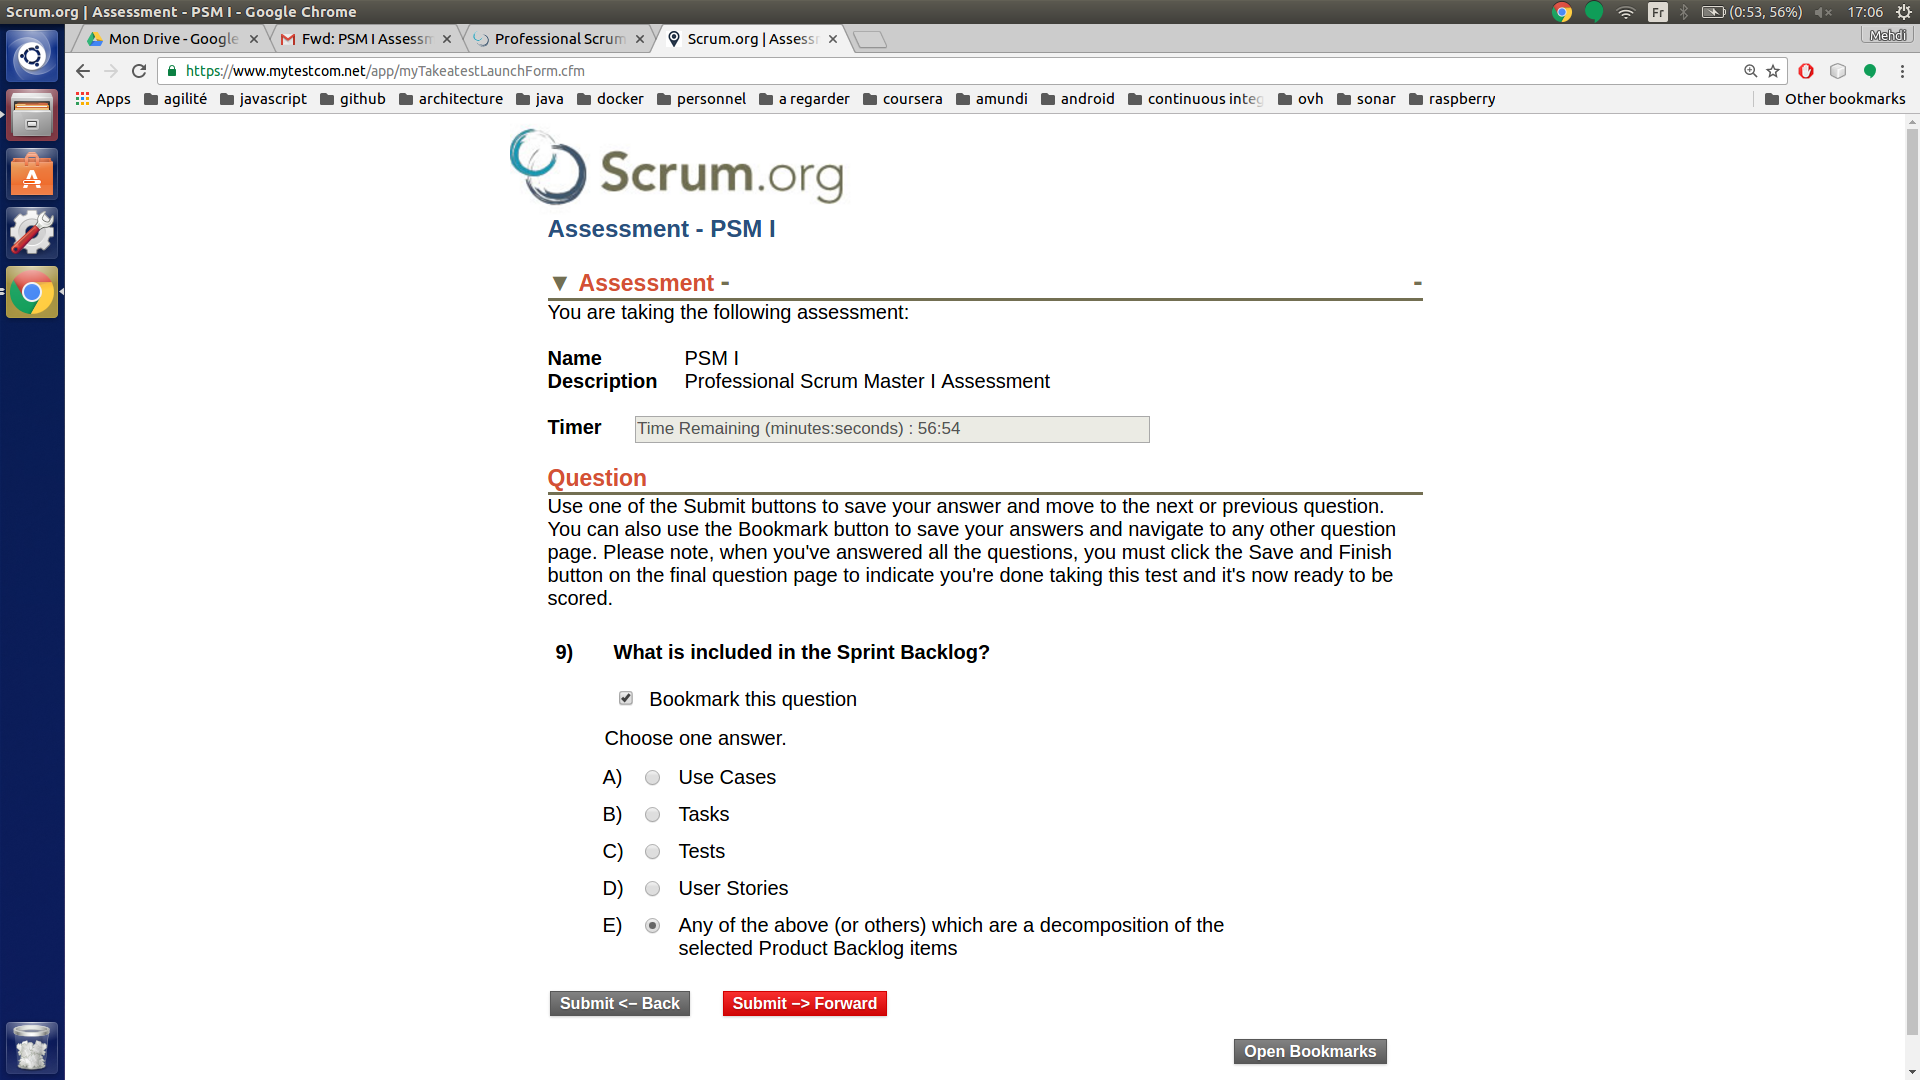 Scrum.org | Assessment - PSM I - Google Chrome
Fr
(0:53, 56%)
17:06
Mon Drive - Google
Fwd: PSM I Assessm
Professional Scrum
Scrum.org | Assess
Mehdi
https://www.mytestcom.net/app/myTakeatestLaunchForm.cfm
Apps agilité javascript github architecture java docker personnel a regarder coursera amundi android continuous integ ovh sonar raspberry Other bookmarks
Scrum.org
Assessment - PSM I
▼ Assessment - -
You are taking the following assessment:
Name PSM I
Description Professional Scrum Master I Assessment
Timer Time Remaining (minutes:seconds) : 56:54
Question
Use one of the Submit buttons to save your answer and move to the next or previous question.
You can also use the Bookmark button to save your answers and navigate to any other question
page. Please note, when you've answered all the questions, you must click the Save and Finish
button on the final question page to indicate you're done taking this test and it's now ready to be
scored.
9) What is included in the Sprint Backlog?
Bookmark this question
Choose one answer.
A) Use Cases
B) Tasks
C) Tests
D) User Stories
E) Any of the above (or others) which are a decomposition of the
selected Product Backlog items
Submit <– Back Submit –> Forward
Open Bookmarks